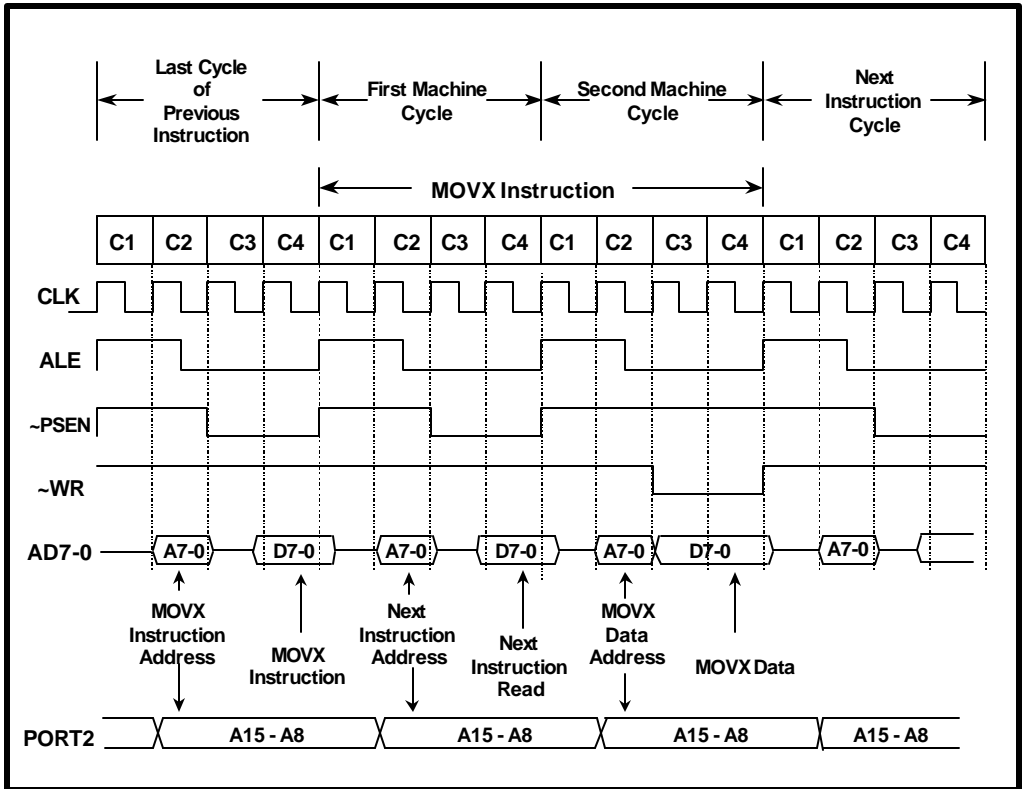 Last Cycle
of
Previous
Instruction
First Machine
Cycle
Second Machine
Cycle
Next
Instruction
Cycle
MOVX Instruction
C1 C2 C3 C4 C1 C2 C3 C4 C1 C2 C3 C4 C1 C2 C3 C4
CLK
ALE
~PSEN
~WR
AD7-0 A7-0 D7-0 A7-0 D7-0 A7-0 D7-0 A7-0
MOVX
Instruction
Address
MOVX
Instruction
Next
Instruction
Address
Next
Instruction
Read
MOVX
Data
Address
MOVX Data
PORT2 A15 - A8 A15 - A8 A15 - A8 A15 - A8